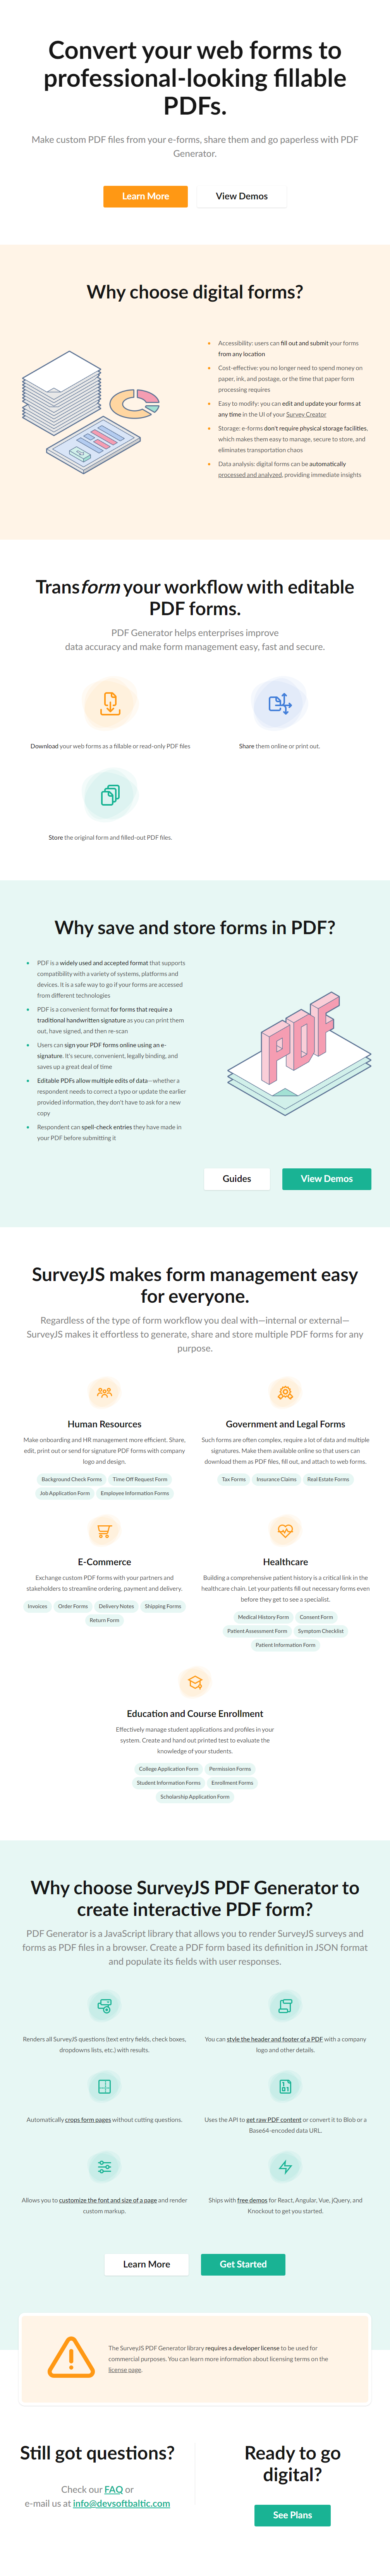 Convert your web forms to
professional-looking fillable
PDFs.
Make custom PDF files from your e-forms, share them and go paperless with PDF
Generator.
Learn More
View Demos
Why choose digital forms?
Accessibility: users can fill out and submit your forms
from any location
Cost-effective: you no longer need to spend money on
paper, ink, and postage, or the time that paper form
processing requires
Easy to modify: you can edit and update your forms at
any time in the UI of your Survey Creator
Storage: e-forms don't require physical storage facilities,
which makes them easy to manage, secure to store, and
eliminates transportation chaos
Data analysis: digital forms can be automatically
processed and analyzed, providing immediate insights
Transform your workflow with editable
PDF forms.
PDF Generator helps enterprises improve
data accuracy and make form management easy, fast and secure.
Download your web forms as a fillable or read-only PDF files
Share them online or print out.
Store the original form and filled-out PDF files.
Why save and store forms in PDF?
PDF is a widely used and accepted format that supports
compatibility with a variety of systems, platforms and
devices. It is a safe way to go if your forms are accessed
from different technologies
PDF is a convenient format for forms that require a
traditional handwritten signature as you can print them
out, have signed, and then re-scan
Users can sign your PDF forms online using an e-
signature. It's secure, convenient, legally binding, and
saves up a great deal of time
Editable PDFs allow multiple edits of data—whether a
respondent needs to correct a typo or update the earlier
provided information, they don't have to ask for a new
copy
Respondent can spell-check entries they have made in
your PDF before submitting it
PDF
Guides
View Demos
SurveyJS makes form management easy
for everyone.
Regardless of the type of form workflow you deal with—internal or external—
SurveyJS makes it effortless to generate, share and store multiple PDF forms for any
purpose.
Human Resources
Make onboarding and HR management more efficient. Share,
edit, print out or send for signature PDF forms with company
logo and design.
Background Check Forms
Time Off Request Form
Job Application Form
Employee Information Forms
Government and Legal Forms
Such forms are often complex, require a lot of data and multiple
signatures. Make them available online so that users can
download them as PDF files, fill out, and attach to web forms.
Tax Forms
Insurance Claims
Real Estate Forms
E-Commerce
Exchange custom PDF forms with your partners and
stakeholders to streamline ordering, payment and delivery.
Invoices
Order Forms
Delivery Notes
Shipping Forms
Return Form
Healthcare
Building a comprehensive patient history is a critical link in the
healthcare chain. Let your patients fill out necessary forms even
before they get to see a specialist.
Medical History Form
Consent Form
Patient Assessment Form
Symptom Checklist
Patient Information Form
Education and Course Enrollment
Effectively manage student applications and profiles in your
system. Create and hand out printed test to evaluate the
knowledge of your students.
College Application Form
Permission Forms
Student Information Forms
Enrollment Forms
Scholarship Application Form
Why choose SurveyJS PDF Generator to
create interactive PDF form?
PDF Generator is a JavaScript library that allows you to render SurveyJS surveys and
forms as PDF files in a browser. Create a PDF form based its definition in JSON format
and populate its fields with user responses.
Renders all SurveyJS questions (text entry fields, check boxes,
dropdowns lists, etc.) with results.
You can style the header and footer of a PDF with a company
logo and other details.
Automatically crops form pages without cutting questions.
Uses the API to get raw PDF content or convert it to Blob or a
Base64-encoded data URL.
Allows you to customize the font and size of a page and render
custom markup.
Ships with free demos for React, Angular, Vue, jQuery, and
Knockout to get you started.
Learn More
Get Started
The SurveyJS PDF Generator library requires a developer license to be used for
commercial purposes. You can learn more information about licensing terms on the
license page.
Still got questions?
Check our FAQ or
e-mail us at info@devsoftbaltic.com
Ready to go
digital?
See Plans